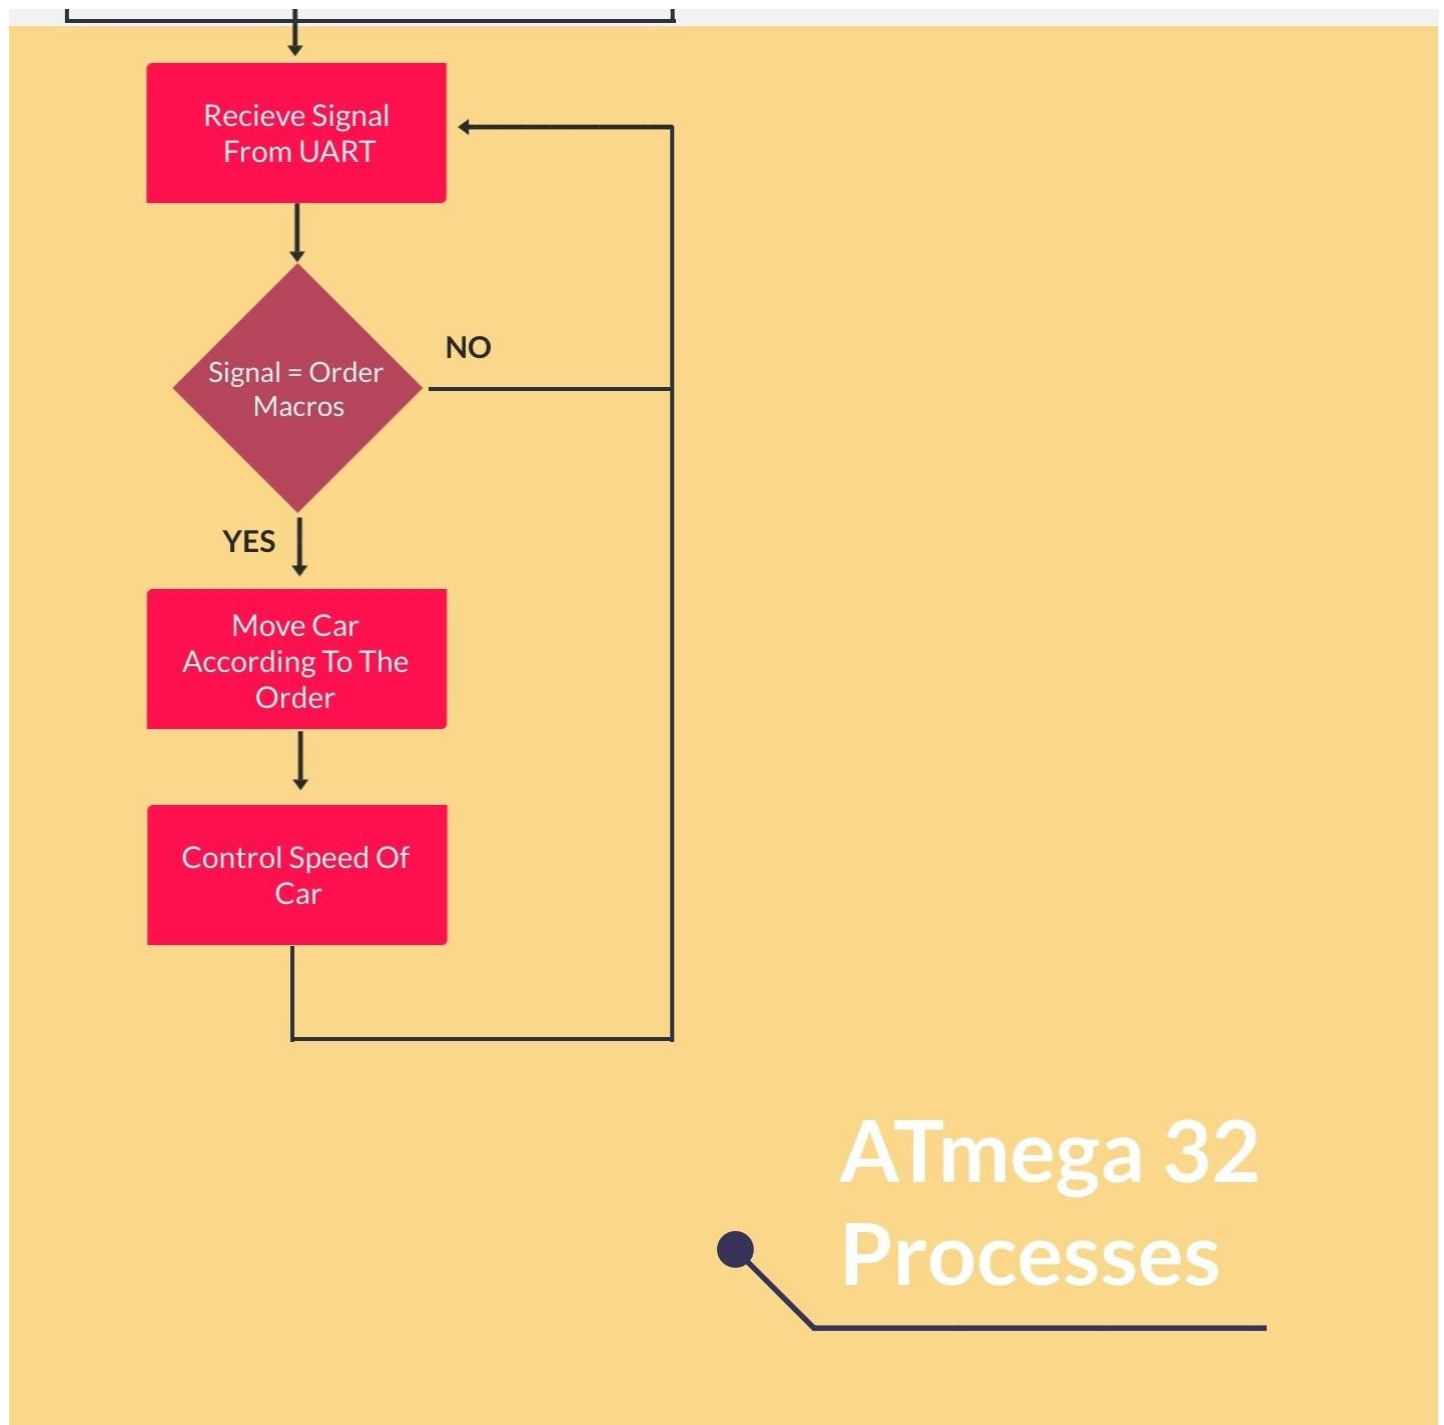 Recieve Signal
From UART
NO
Signal = Order
Macros
YES
Move Car
According To The
Order
Control Speed Of
Car
ATmega 32
Processes